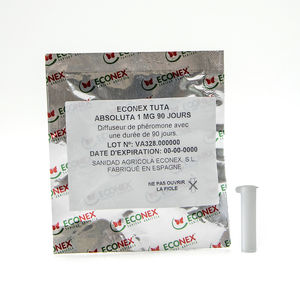 ECONEX
ECONEX TUTA
ABSOLUTA 1 MG 90 JOURS
Diffuseur de phéromone avec
une durée de 90 jours.
LOT Nº: VA328.000000
DATE D'EXPIRATION: 00-00-0000
SANIDAD AGRICOLA ECONEX, S.L.
FABRIQUÉ EN ESPAGNE
NE PAS OUVRIR
LA FIOLE
ECONEX
ECONEX